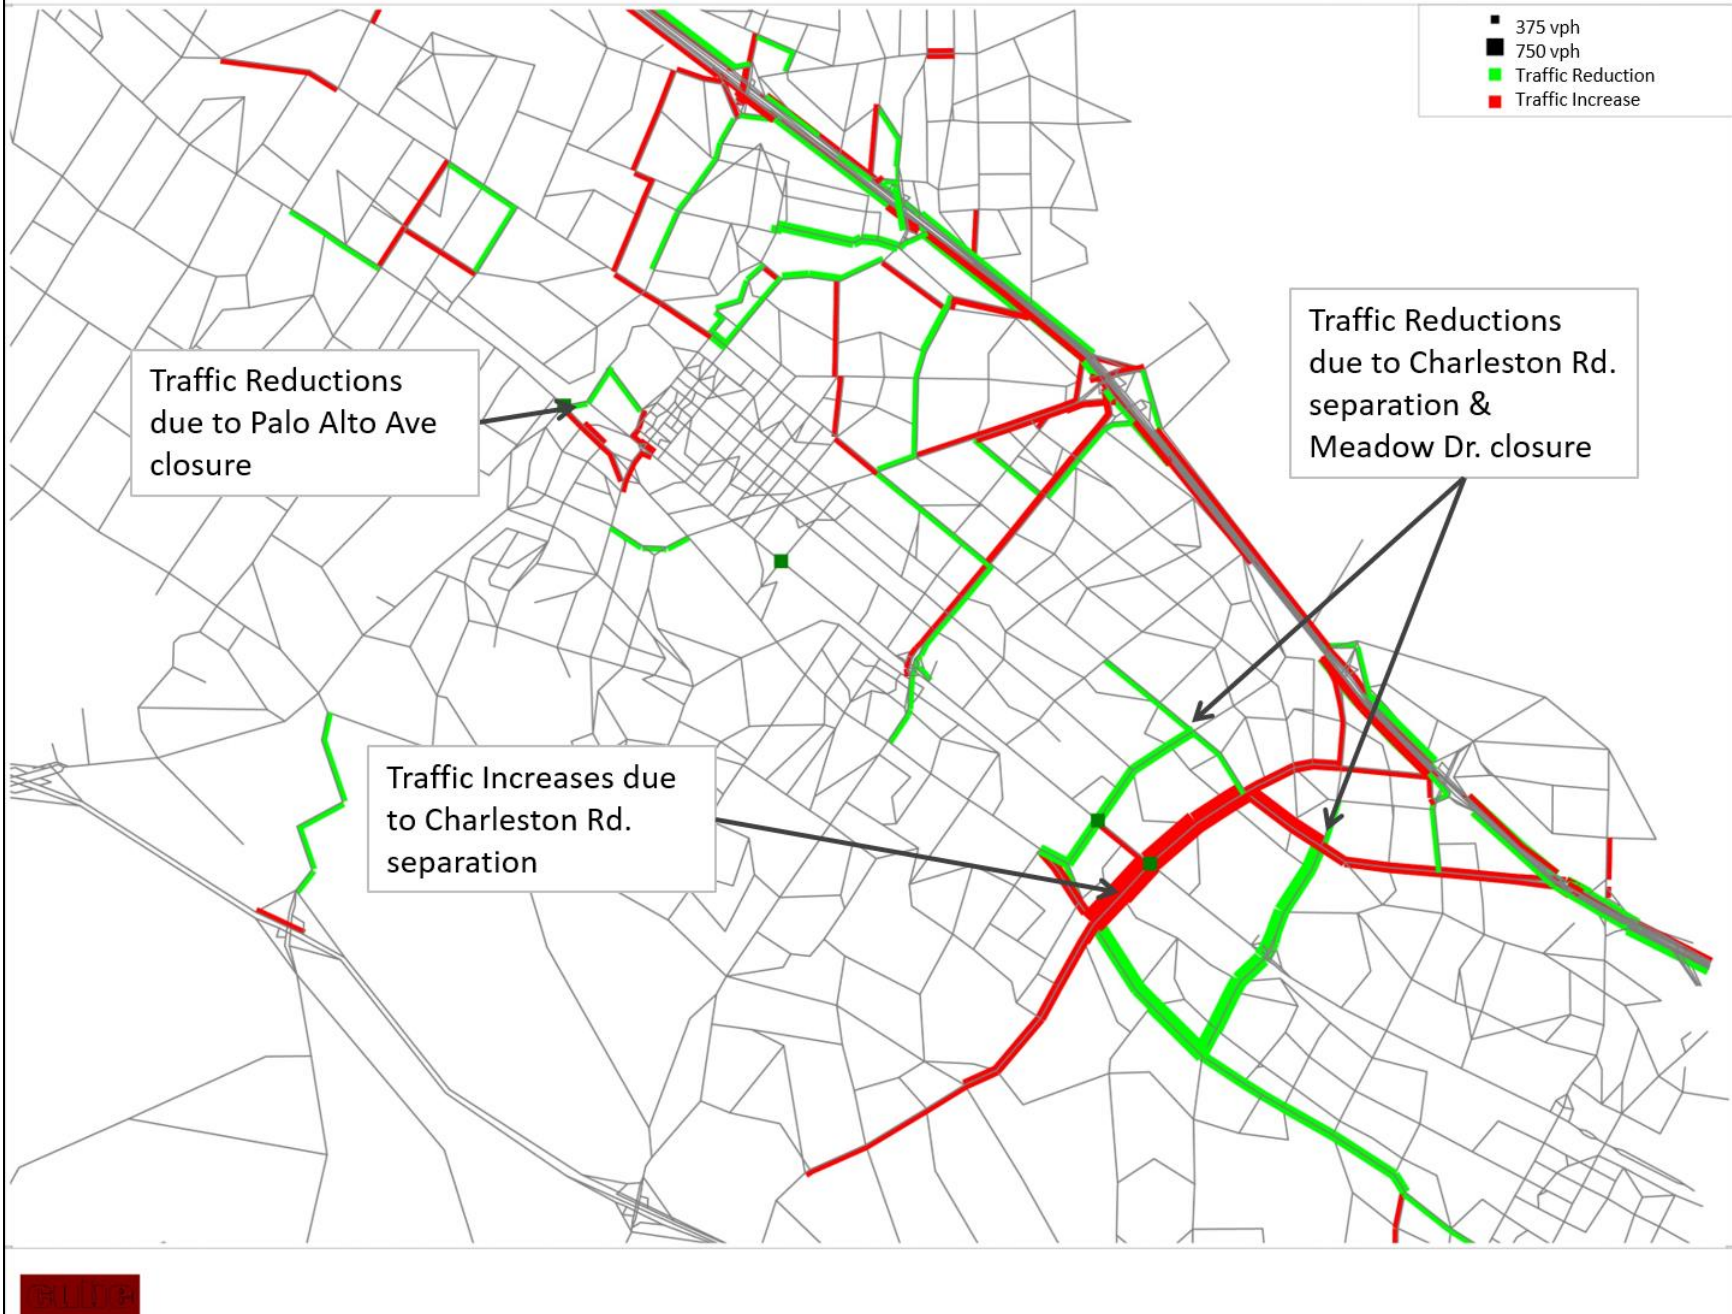 375 vph
750 vph
Traffic Reduction
Traffic Increase
Traffic Reductions
due to Charleston Rd.
separation &
Meadow Dr. closure
Traffic Reductions
due to Palo Alto Ave
closure
Traffic Increases due
to Charleston Rd.
separation